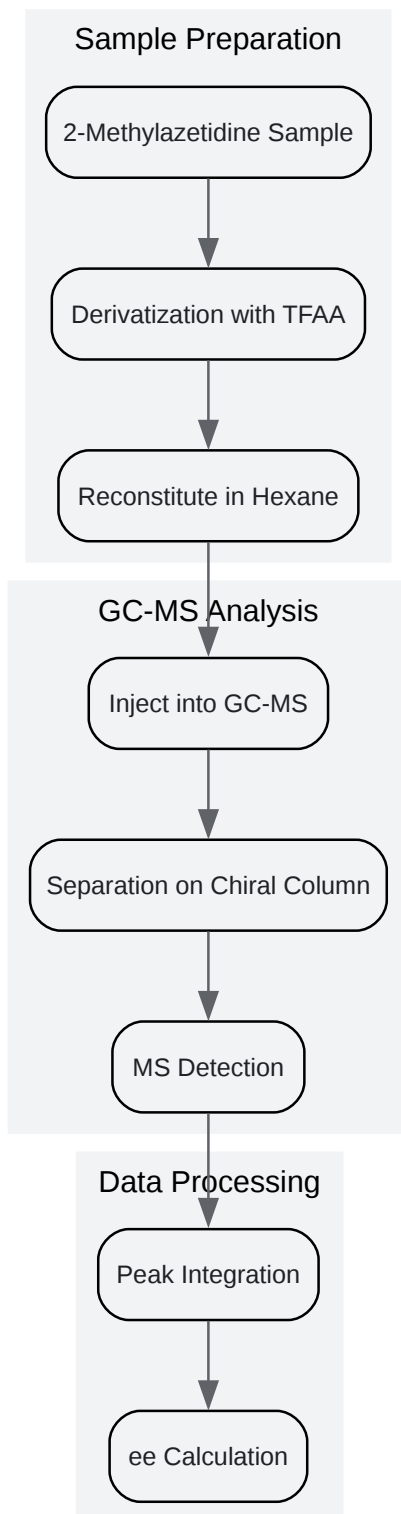 Sample Preparation
2-Methylazetidine Sample
Derivatization with TFAA
Reconstitute in Hexane
GC-MS Analysis
Inject into GC-MS
Separation on Chiral Column
MS Detection
Data Processing
Peak Integration
ee Calculation